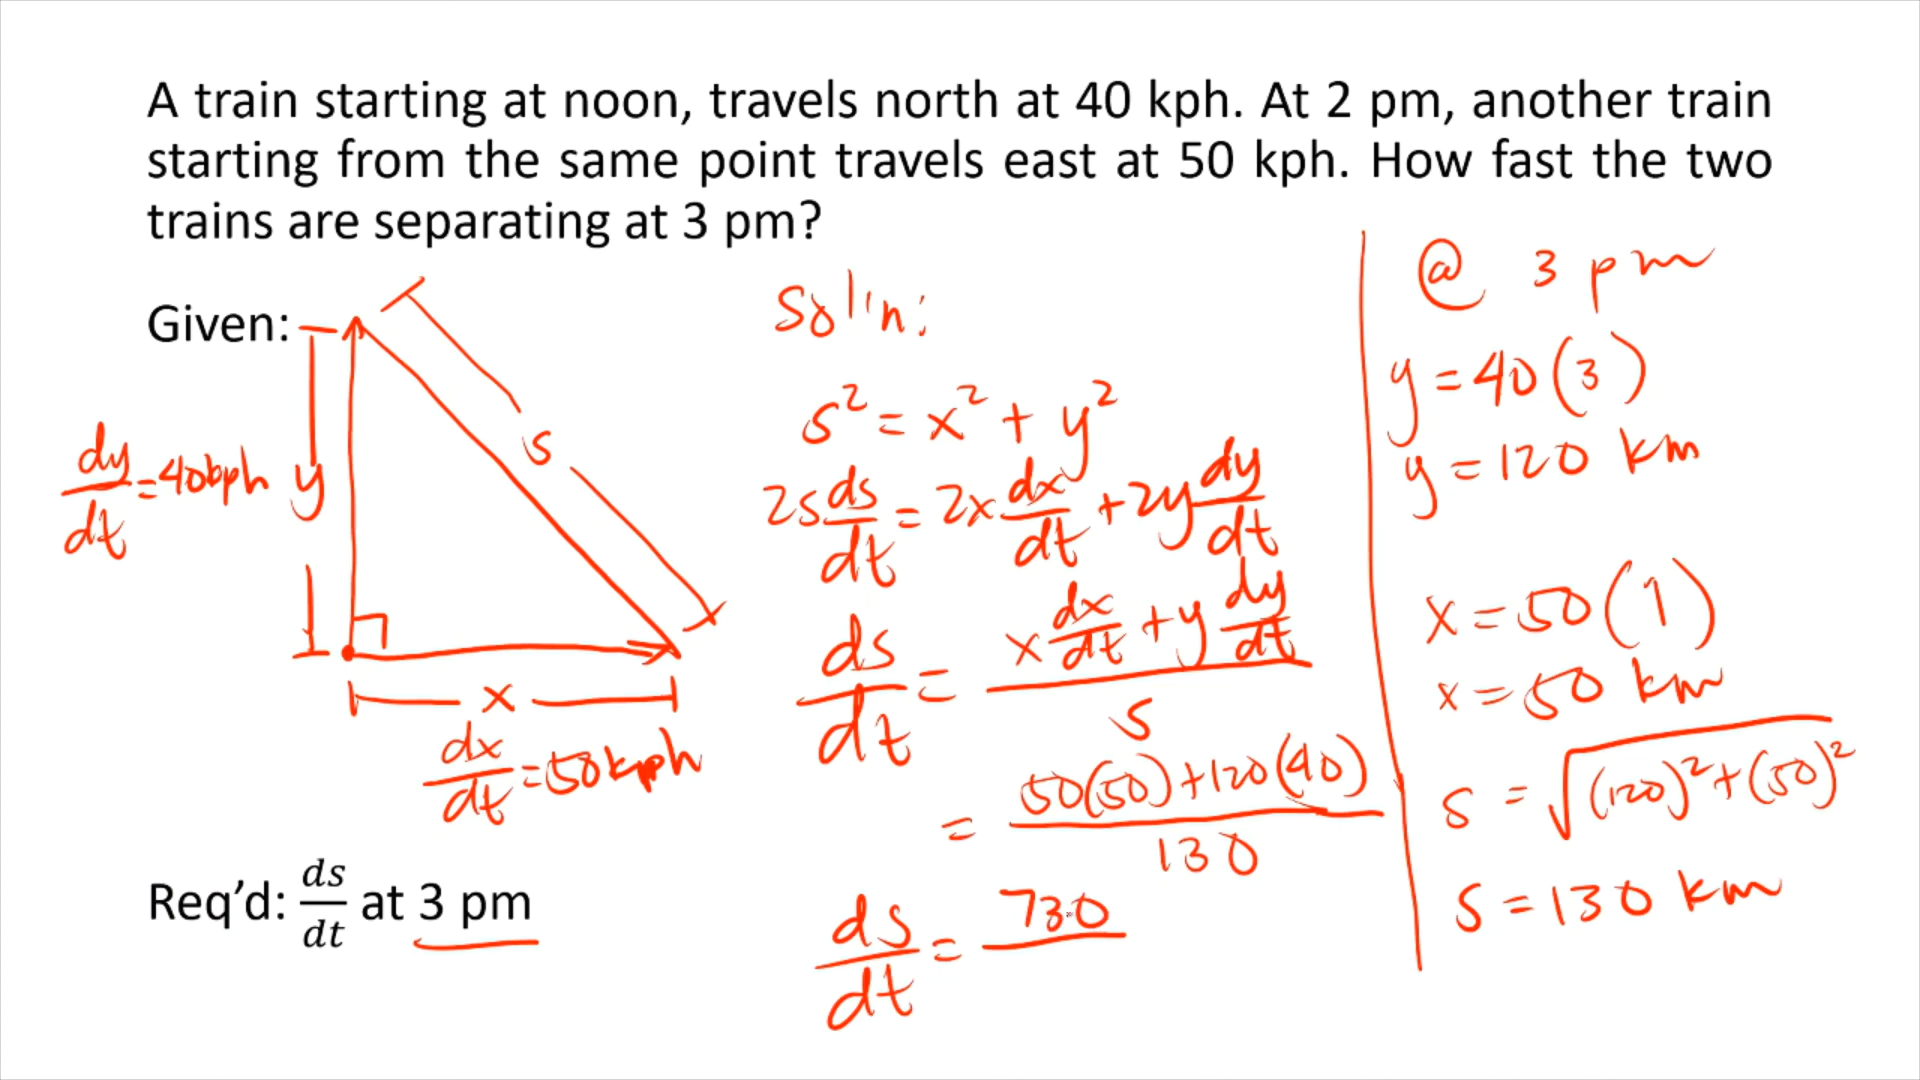 A train starting at noon, travels north at 40 kph. At 2 pm, another train
starting from the same point travels east at 50 kph. How fast the two
trains are separating at 3 pm?
Given:
y
s
dy/dt = 40kph
x
dx/dt = 50kph
Req'd: ds/dt at 3 pm
Sol'n:
s² = x² + y²
2s ds/dt = 2x dx/dt + 2y dy/dt
ds/dt = (x dx/dt + y dy/dt) / s
= (50(50) + 120(40)) / 130
ds/dt = 730
@ 3 pm
y = 40(3)
y = 120 km
x = 50(1)
x = 50 km
s = √((120)² + (50)²)
s = 130 km